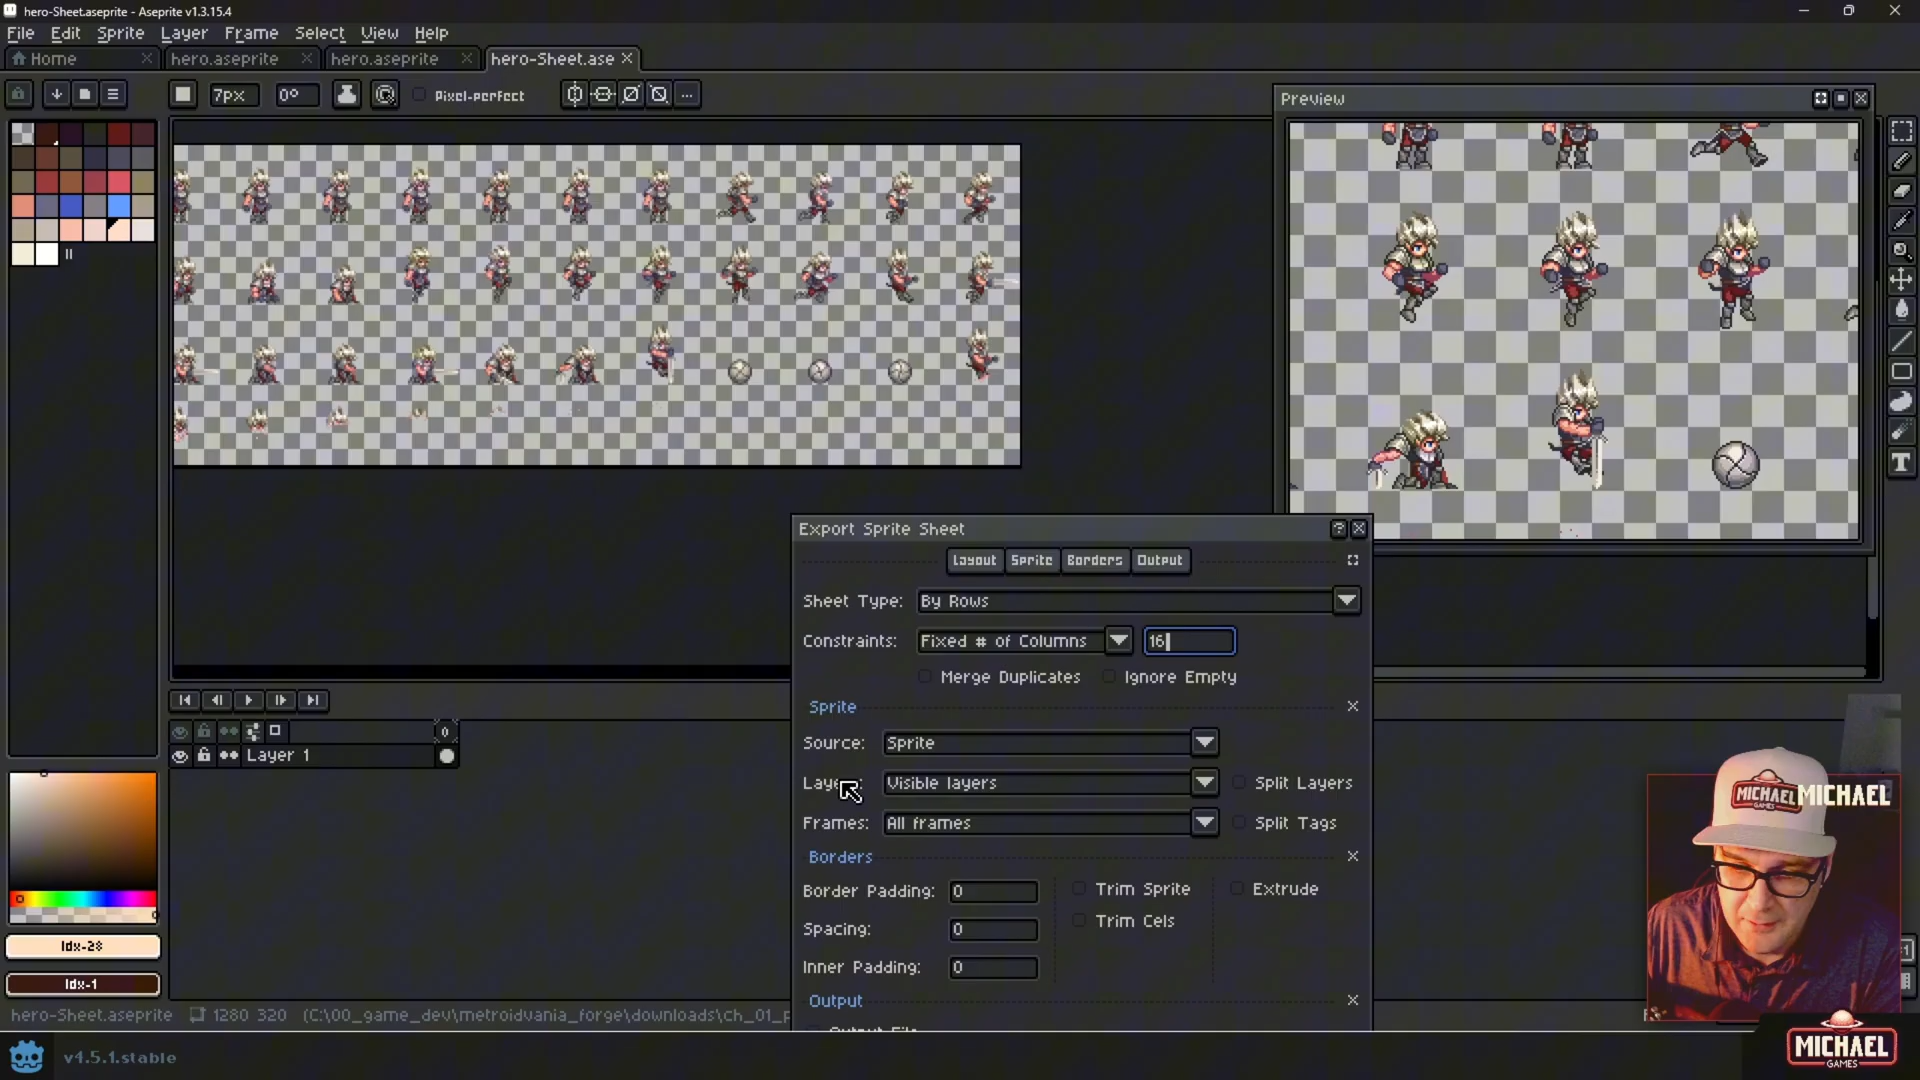 hero-Sheet.aseprite - Aseprite v1.3.15.4
File Edit Sprite Layer Frame Select View Help
Home hero.aseprite hero.aseprite hero-Sheet.ase
7px 0° Pixel-perfect
Preview
Export Sprite Sheet
Layout Sprite Borders Output
Sheet Type: By Rows
Constraints: Fixed # of Columns 16
Merge Duplicates Ignore Empty
Sprite
Layer 1
Source: Sprite
Visible layers Split Layers
Frames: All frames Split Tags
Borders
Border Padding: 0 Trim Sprite Extrude
Spacing: 0 Trim Cels
Inner Padding: 0
Output
Idx-28
Idx-1
hero-Sheet.aseprite 1280 320 (C:\00_game_dev\metroidvania_forge\downloads\ch_01_p
v4.5.1.stable
MICHAEL MICHAEL
MICHAEL
GAMES